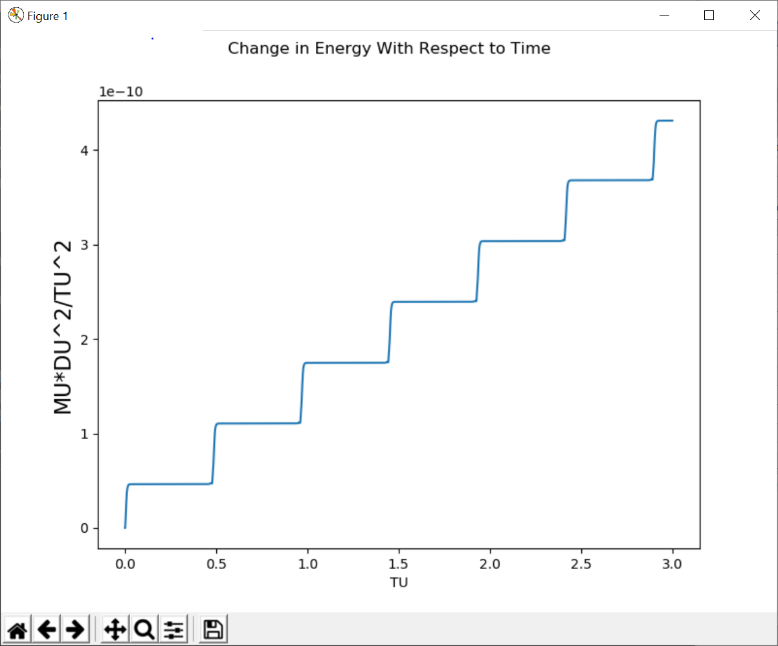 Figure 1
Change in Energy With Respect to Time
1e−10
4
3
2
1
0
MU*DU^2/TU^2
0.0 0.5 1.0 1.5 2.0 2.5 3.0
TU